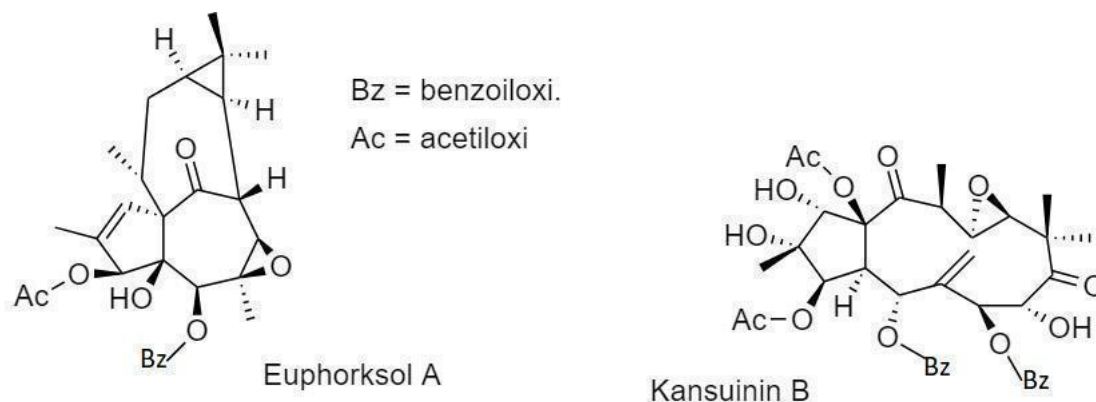 H
Bz = benzoiloxi.
H
Ac = acetiloxi
O
H
Ac
O
O
O
HO
HO
O
O
Ac
HO
O
O
H
Ac
O
O
OH
Bz
O
O
Bz
Bz
Euphorksol A
Kansuinin B